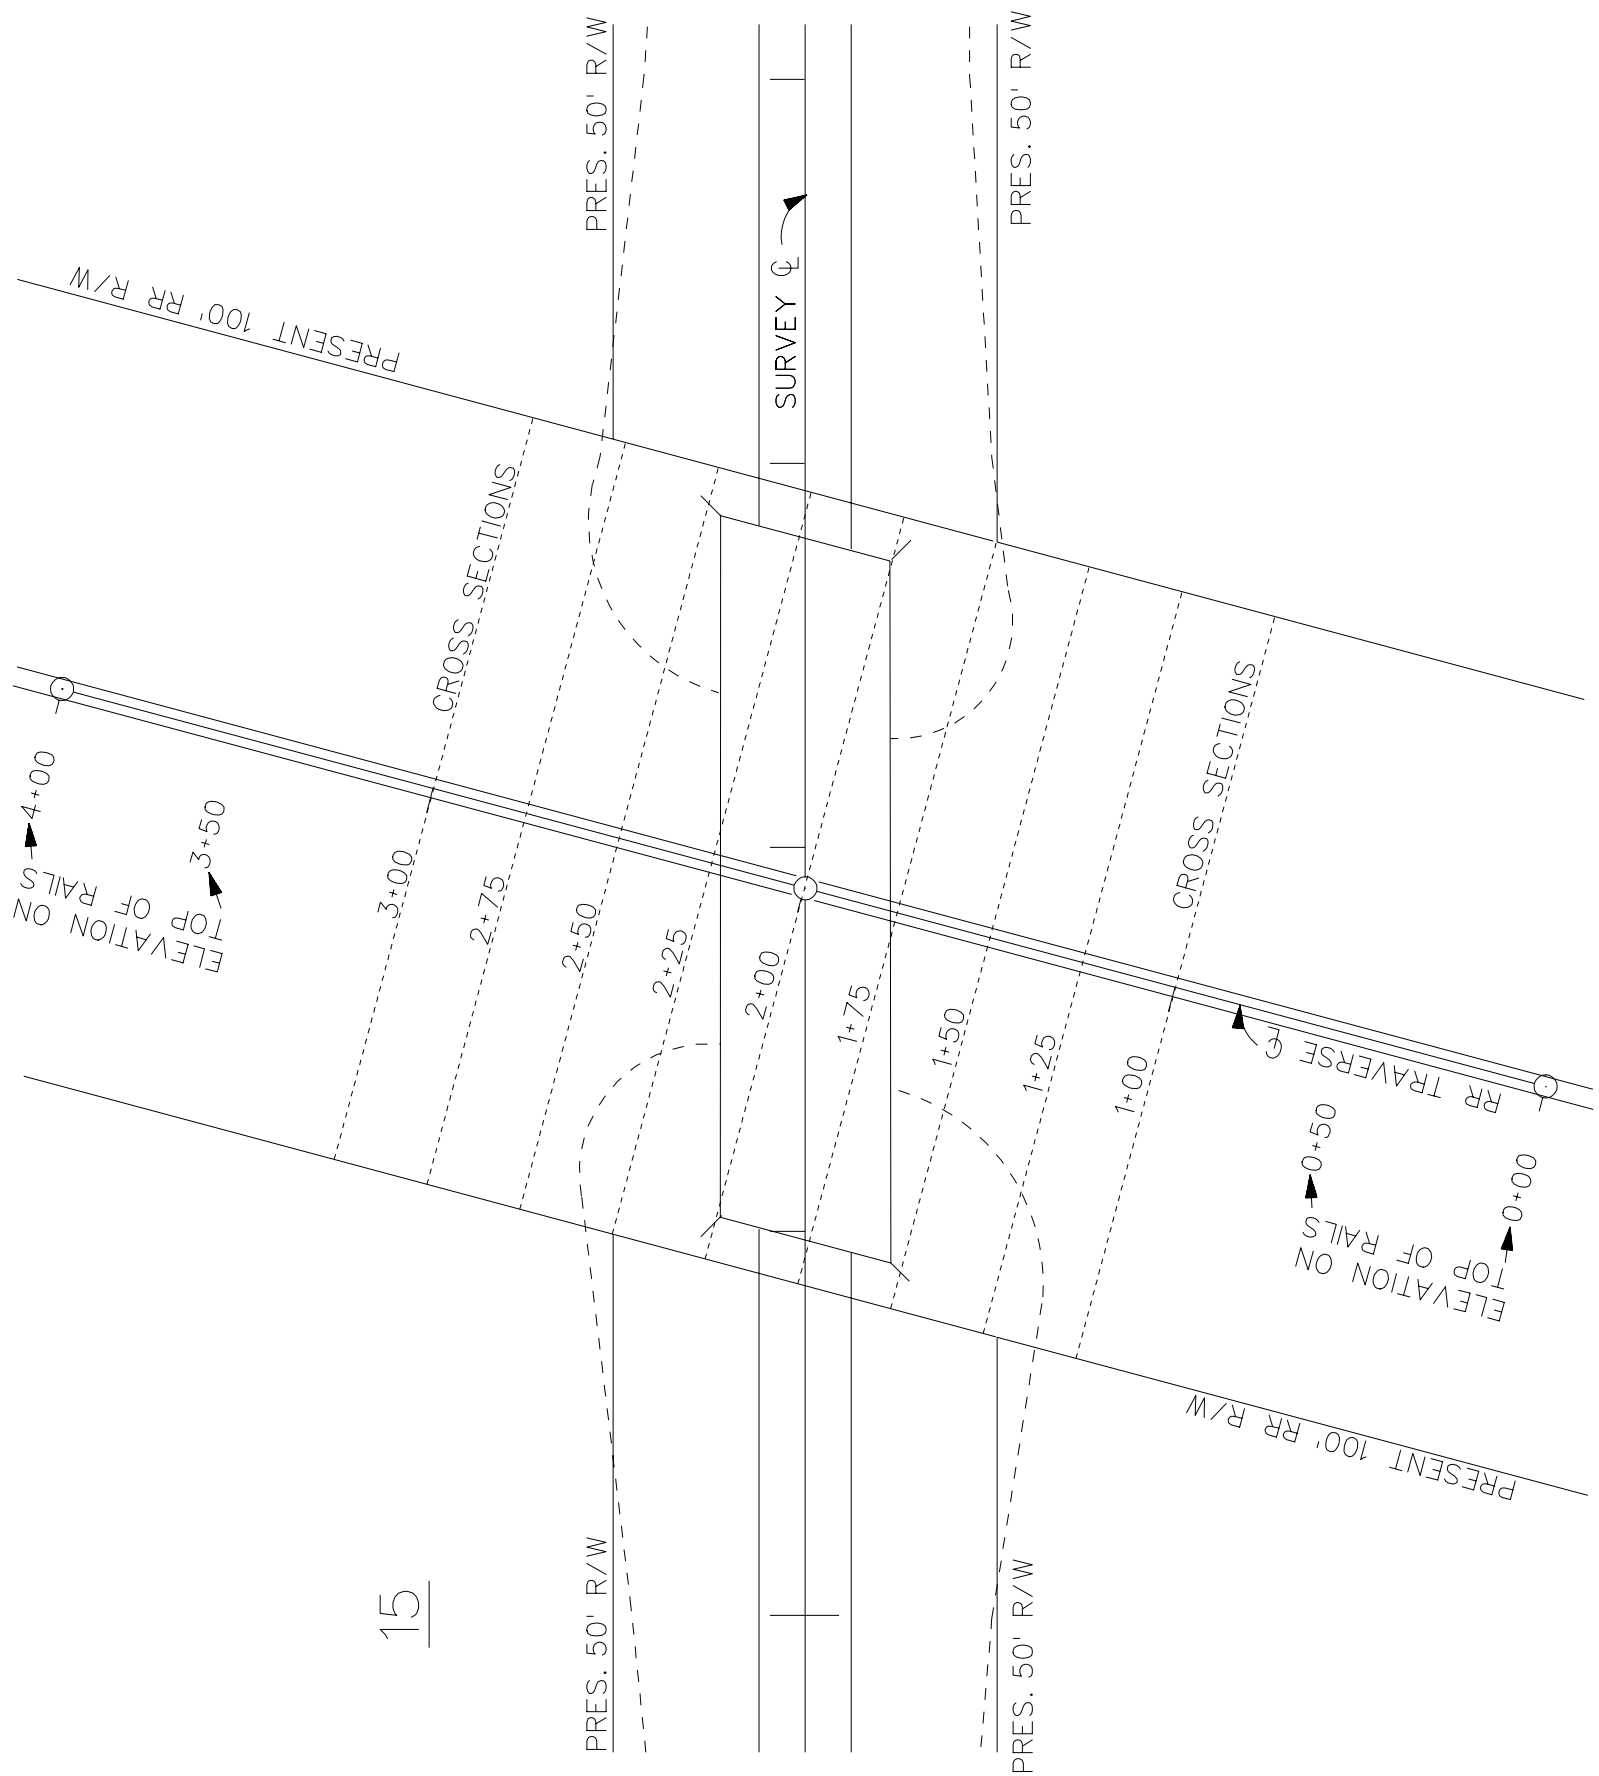 PRES. 50' R/W
PRES. 50' R/W
SURVEY ℄
PRESENT 100' RR R/W
CROSS SECTIONS
CROSS SECTIONS
4+00
3+50
ELEVATION ON
TOP OF RAILS
3+00
2+75
2+50
2+25
2+00
1+75
1+50
1+25
1+00
RR TRAVERSE ℄
0+50
0+00
ELEVATION ON
TOP OF RAILS
PRESENT 100' RR R/W
15
PRES. 50' R/W
PRES. 50' R/W